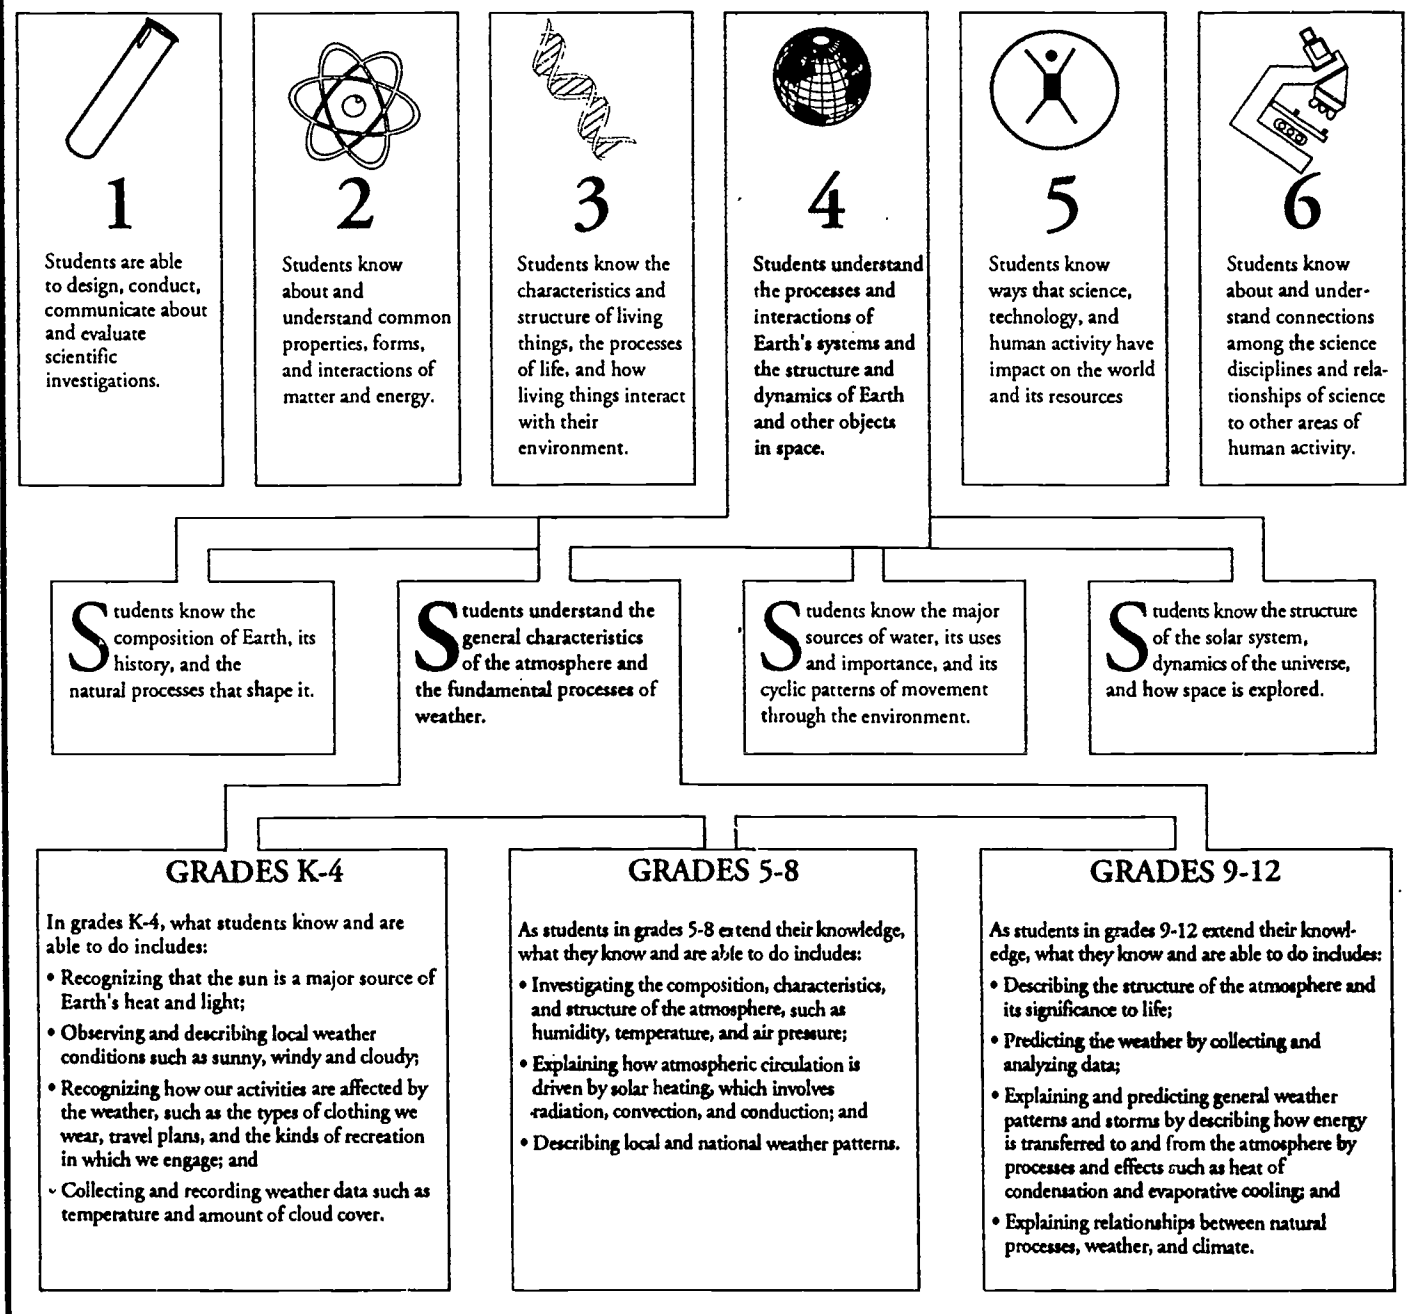 1
Students are able
to design, conduct,
communicate about
and evaluate
scientific
investigations.
2
Students know
about and
understand common
properties, forms,
and interactions of
matter and energy.
3
Students know the
characteristics and
structure of living
things, the processes
of life, and how
living things interact
with their
environment.
4
Students understand
the processes and
interactions of
Earth's systems and
the structure and
dynamics of Earth
and other objects
in space.
5
Students know
ways that science,
technology, and
human activity have
impact on the world
and its resources
6
Students know
about and under-
stand connections
among the science
disciplines and rela-
tionships of science
to other areas of
human activity.
Students know the
composition of Earth, its
history, and the
natural processes that shape it.
Students understand the
general characteristics
of the atmosphere and
the fundamental processes of
weather.
Students know the major
sources of water, its uses
and importance, and its
cyclic patterns of movement
through the environment.
Students know the structure
of the solar system,
dynamics of the universe,
and how space is explored.
GRADES K-4
In grades K-4, what students know and are
able to do includes:
• Recognizing that the sun is a major source of
Earth's heat and light;
• Observing and describing local weather
conditions such as sunny, windy and cloudy;
• Recognizing how our activities are affected by
the weather, such as the types of clothing we
wear, travel plans, and the kinds of recreation
in which we engage; and
• Collecting and recording weather data such as
temperature and amount of cloud cover.
GRADES 5-8
As students in grades 5-8 extend their knowledge,
what they know and are able to do includes:
• Investigating the composition, characteristics,
and structure of the atmosphere, such as
humidity, temperature, and air pressure;
• Explaining how atmospheric circulation is
driven by solar heating, which involves
radiation, convection, and conduction; and
• Describing local and national weather patterns.
GRADES 9-12
As students in grades 9-12 extend their knowl-
edge, what they know and are able to do includes:
• Describing the structure of the atmosphere and
its significance to life;
• Predicting the weather by collecting and
analyzing data;
• Explaining and predicting general weather
patterns and storms by describing how energy
is transferred to and from the atmosphere by
processes and effects such as heat of
condensation and evaporative cooling; and
• Explaining relationships between natural
processes, weather, and climate.